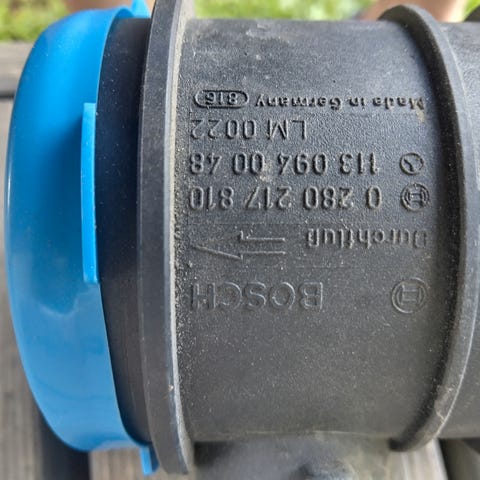 BOSCH
Durchfluß
0 280 217 810
113 094 00 48
LM 0022
Made in Germany 816